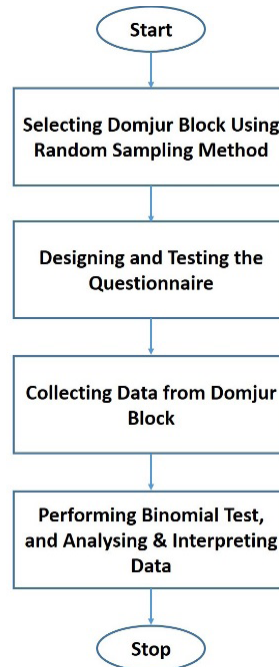 Start
Selecting Domjur Block Using
Random Sampling Method
Designing and Testing the
Questionnaire
Collecting Data from Domjur
Block
Performing Binomial Test,
and Analysing & Interpreting
Data
Stop